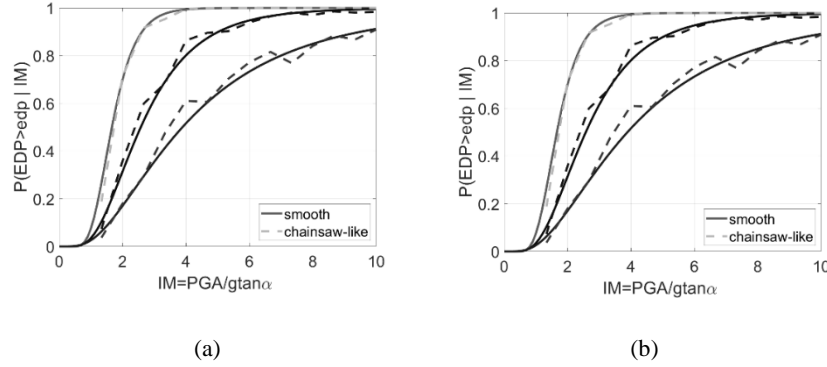 1
0.8
0.6
0.4
0.2
0
P(EDP>edp | IM)
smooth
chainsaw-like
0 2 4 6 8 10
IM=PGA/gtanα
(a)
1
0.8
0.6
0.4
0.2
0
P(EDP>edp | IM)
smooth
chainsaw-like
0 2 4 6 8 10
IM=PGA/gtanα
(b)